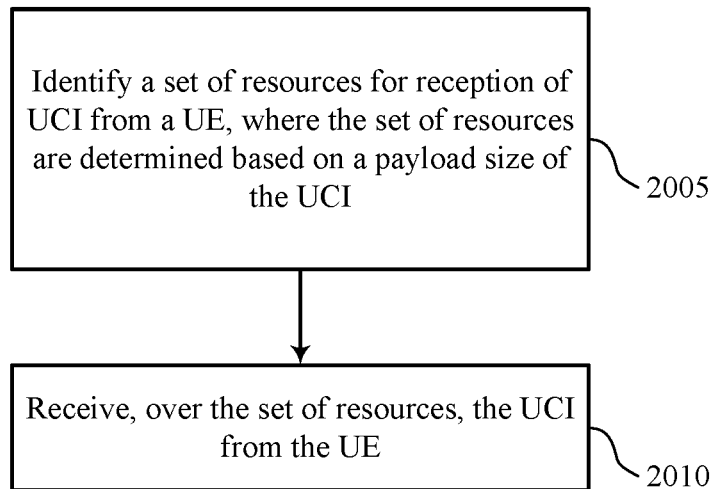 Identify a set of resources for reception of
UCI from a UE, where the set of resources
are determined based on a payload size of
the UCI
2005
Receive, over the set of resources, the UCI
from the UE
2010